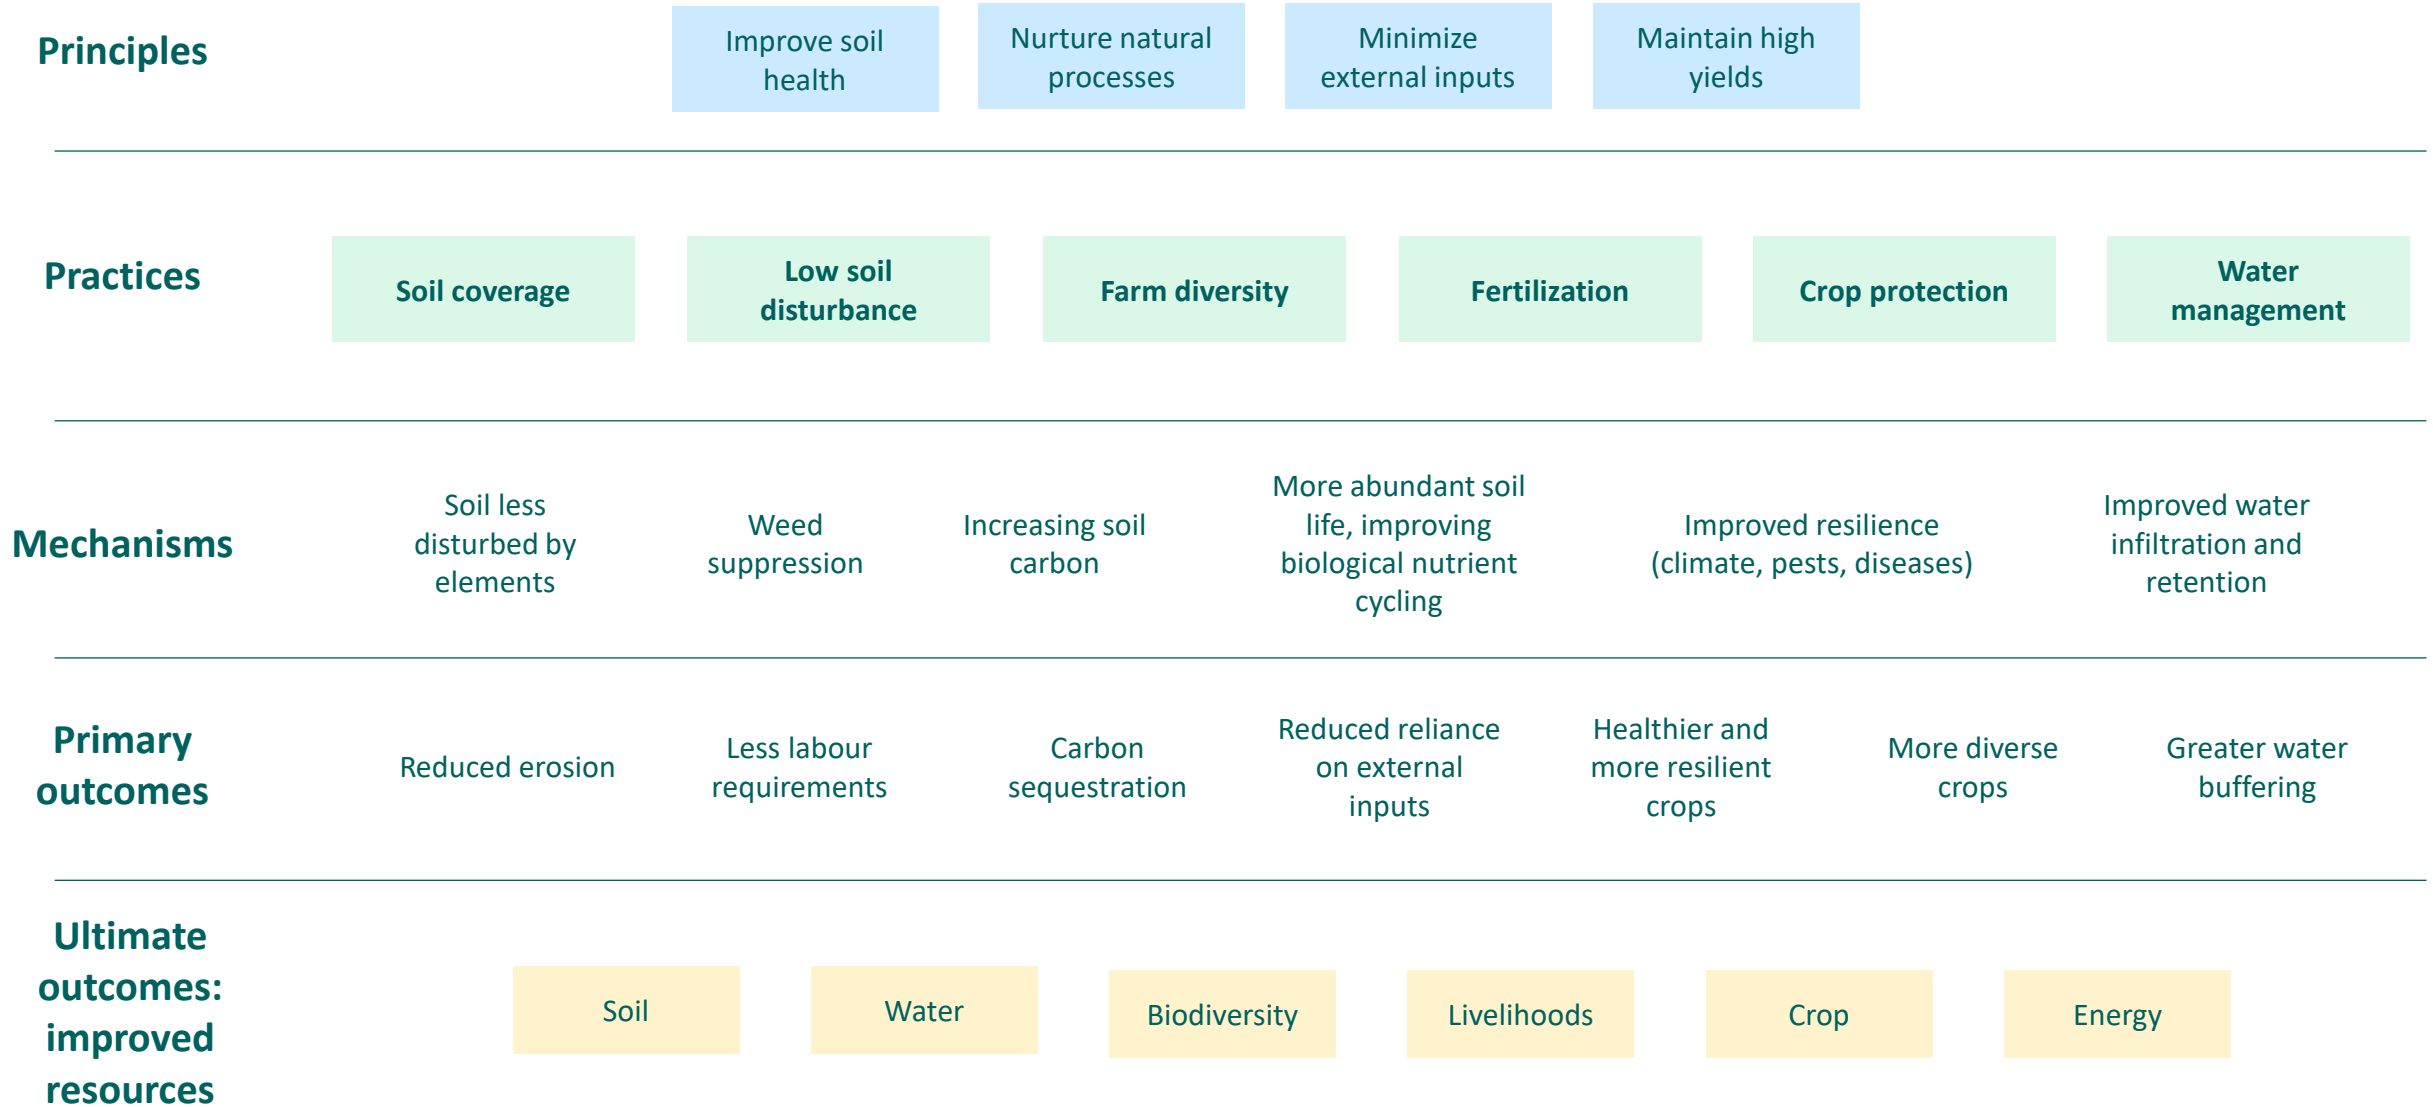 Principles
Improve soil
health
Nurture natural
processes
Minimize
external inputs
Maintain high
yields
Practices
Soil coverage
Low soil
disturbance
Farm diversity
Fertilization
Crop protection
Water
management
Mechanisms
Soil less
disturbed by
elements
Weed
suppression
Increasing soil
carbon
More abundant soil
life, improving
biological nutrient
cycling
Improved resilience
(climate, pests, diseases)
Improved water
infiltration and
retention
Primary
outcomes
Reduced erosion
Less labour
requirements
Carbon
sequestration
Reduced reliance
on external
inputs
Healthier and
more resilient
crops
More diverse
crops
Greater water
buffering
Ultimate
outcomes:
improved
resources
Soil
Water
Biodiversity
Livelihoods
Crop
Energy